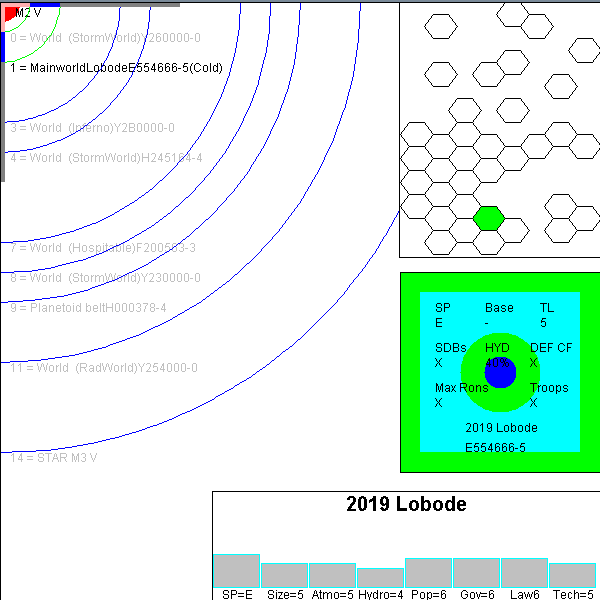 M2 V
0 = World (StormWorld)Y260000-0
1 = MainworldLobodeE554666-5(Cold)
3 = World (Inferno)Y2B0000-0
4 = World (StormWorld)H245164-4
7 = World (Hospitable)F200563-3
8 = World (StormWorld)Y230000-0
9 = Planetoid beltH000378-4
11 = World (RadWorld)Y254000-0
14 = STAR M3 V
SP Base TL
E - 5
SDBs HYD DEF CF
X 40% X
Max Rons Troops
X X
2019 Lobode
E554666-5
2019 Lobode
SP=E Size=5 Atmo=5 Hydro=4 Pop=6 Gov=6 Law6 Tech=5